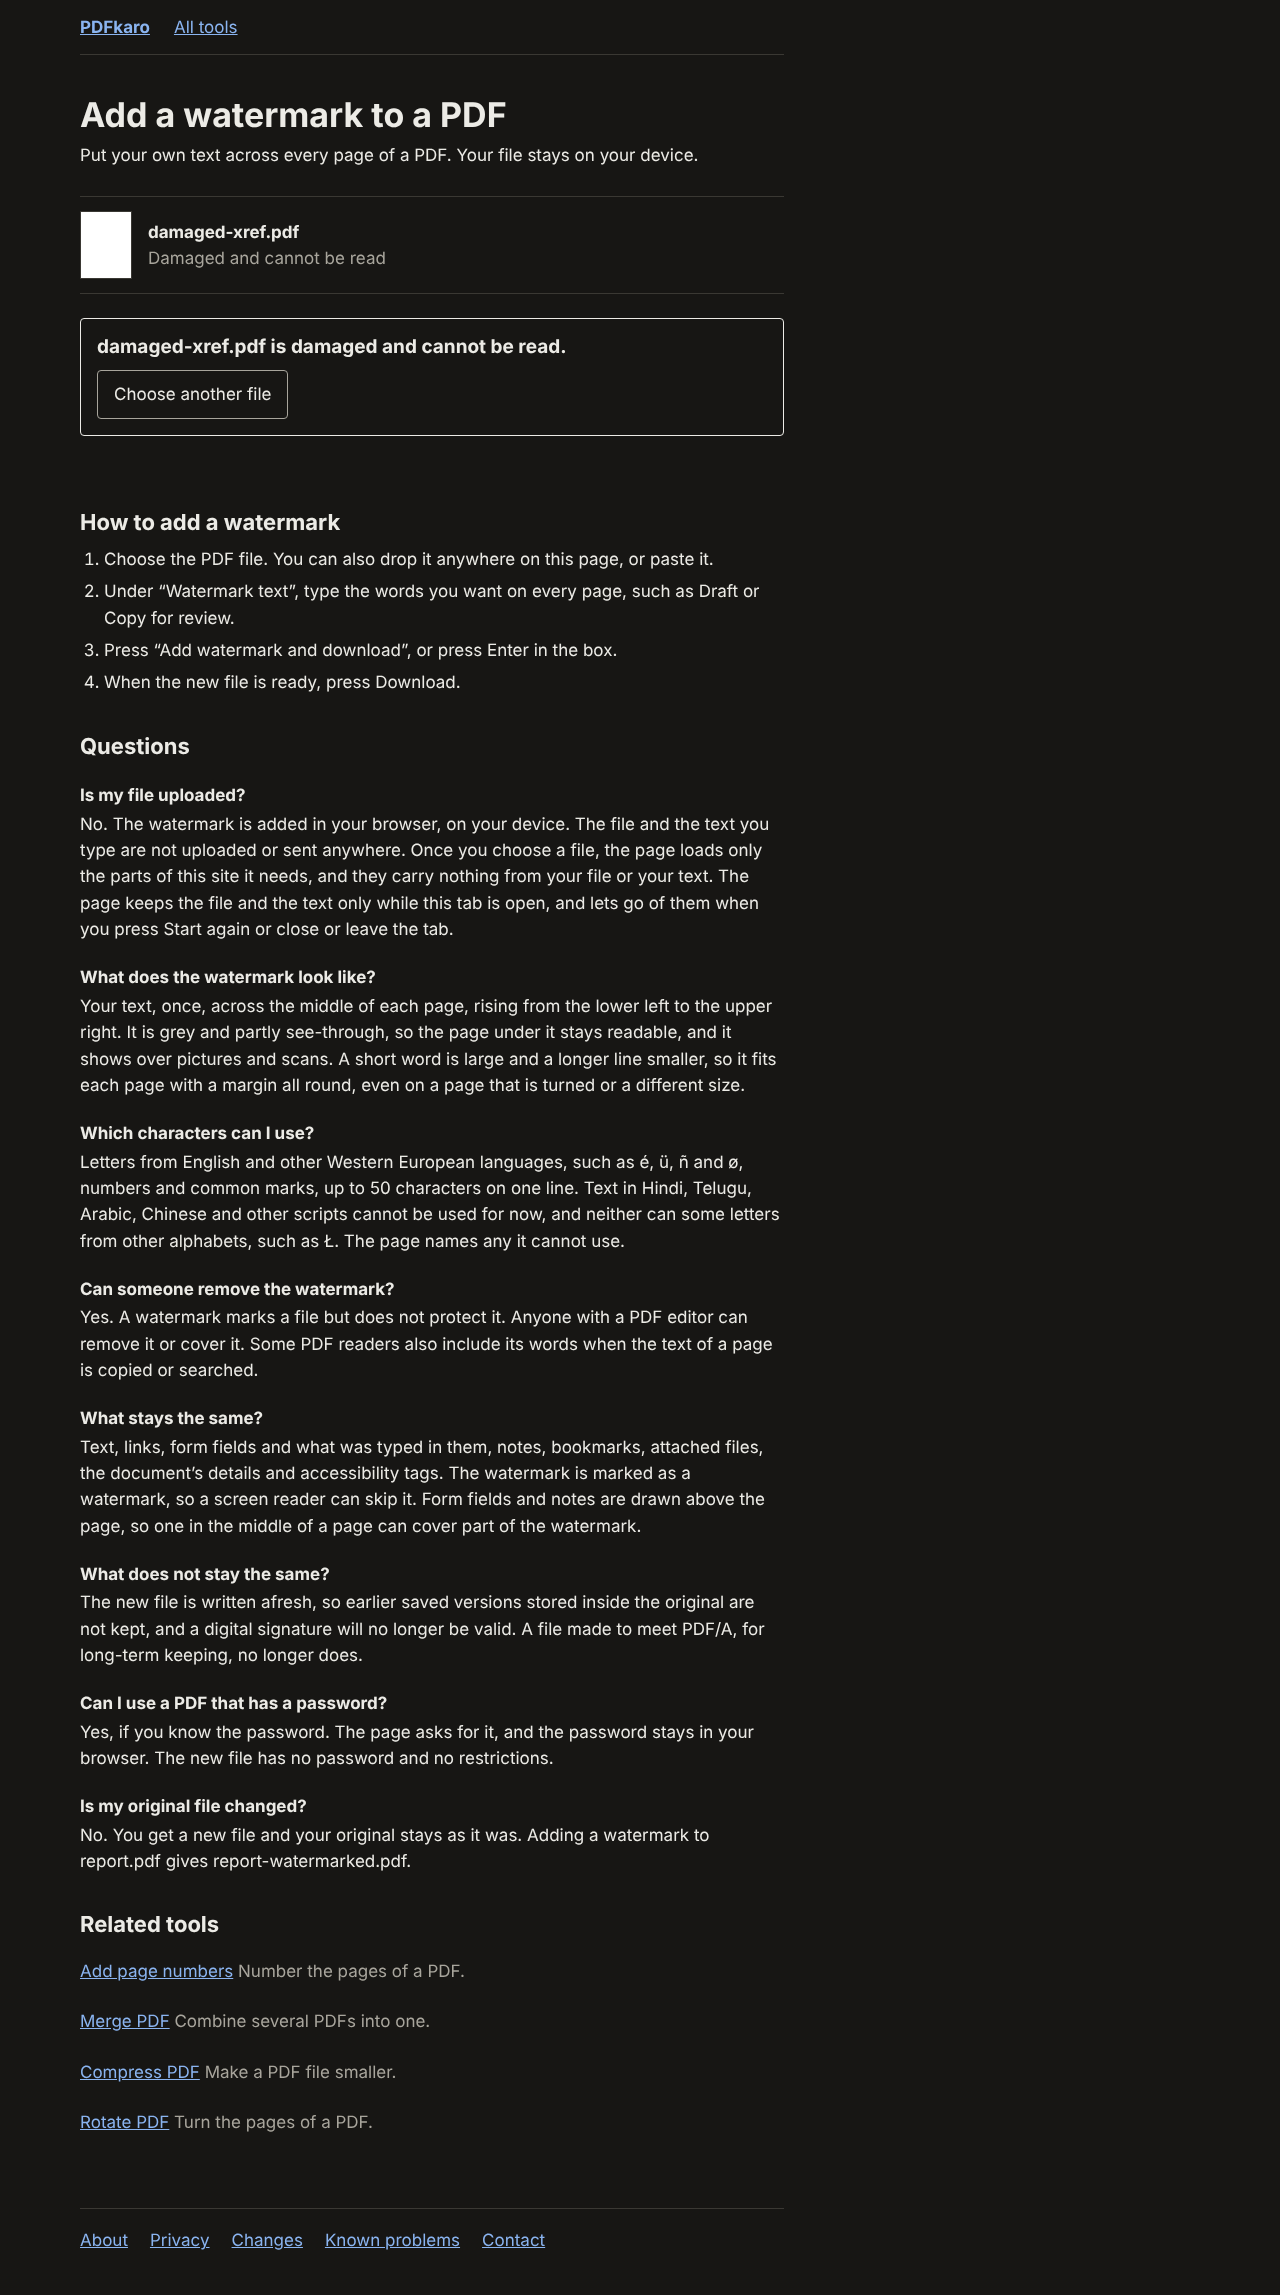 PDFkaro All tools
Add a watermark to a PDF
Put your own text across every page of a PDF. Your file stays on your device.
damaged-xref.pdf
Damaged and cannot be read
damaged-xref.pdf is damaged and cannot be read.
Choose another file
How to add a watermark
1. Choose the PDF file. You can also drop it anywhere on this page, or paste it.
2. Under “Watermark text”, type the words you want on every page, such as Draft or
Copy for review.
3. Press “Add watermark and download”, or press Enter in the box.
4. When the new file is ready, press Download.
Questions
Is my file uploaded?
No. The watermark is added in your browser, on your device. The file and the text you
type are not uploaded or sent anywhere. Once you choose a file, the page loads only
the parts of this site it needs, and they carry nothing from your file or your text. The
page keeps the file and the text only while this tab is open, and lets go of them when
you press Start again or close or leave the tab.
What does the watermark look like?
Your text, once, across the middle of each page, rising from the lower left to the upper
right. It is grey and partly see-through, so the page under it stays readable, and it
shows over pictures and scans. A short word is large and a longer line smaller, so it fits
each page with a margin all round, even on a page that is turned or a different size.
Which characters can I use?
Letters from English and other Western European languages, such as é, ü, ñ and ø,
numbers and common marks, up to 50 characters on one line. Text in Hindi, Telugu,
Arabic, Chinese and other scripts cannot be used for now, and neither can some letters
from other alphabets, such as Ł. The page names any it cannot use.
Can someone remove the watermark?
Yes. A watermark marks a file but does not protect it. Anyone with a PDF editor can
remove it or cover it. Some PDF readers also include its words when the text of a page
is copied or searched.
What stays the same?
Text, links, form fields and what was typed in them, notes, bookmarks, attached files,
the document’s details and accessibility tags. The watermark is marked as a
watermark, so a screen reader can skip it. Form fields and notes are drawn above the
page, so one in the middle of a page can cover part of the watermark.
What does not stay the same?
The new file is written afresh, so earlier saved versions stored inside the original are
not kept, and a digital signature will no longer be valid. A file made to meet PDF/A, for
long-term keeping, no longer does.
Can I use a PDF that has a password?
Yes, if you know the password. The page asks for it, and the password stays in your
browser. The new file has no password and no restrictions.
Is my original file changed?
No. You get a new file and your original stays as it was. Adding a watermark to
report.pdf gives report-watermarked.pdf.
Related tools
Add page numbers Number the pages of a PDF.
Merge PDF Combine several PDFs into one.
Compress PDF Make a PDF file smaller.
Rotate PDF Turn the pages of a PDF.
About Privacy Changes Known problems Contact